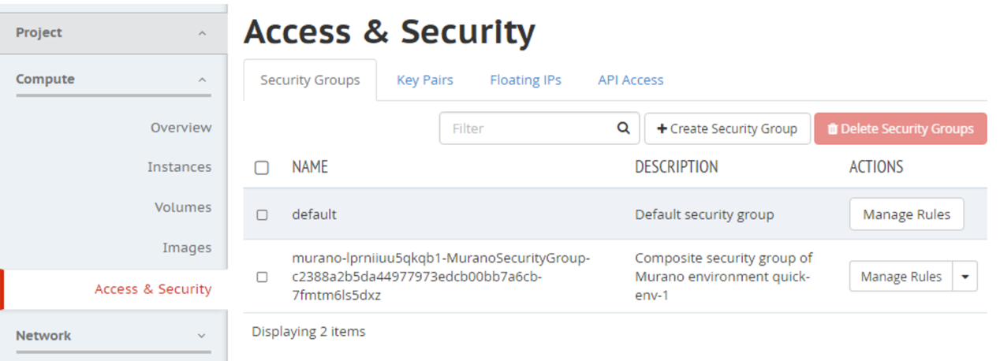 Project
Compute
Overview
Instances
Volumes
Images
Access & Security
Network
Access & Security
Security Groups Key Pairs Floating IPs API Access
Filter Create Security Group Delete Security Groups
NAME DESCRIPTION ACTIONS
default Default security group Manage Rules
murano-lprniiuu5qkqb1-MuranoSecurityGroup- Composite security group of
c2388a2b5da44977973edcb00bb7a6cb- Murano environment quick- Manage Rules
7fmtm6ls5dxz env-1
Displaying 2 items